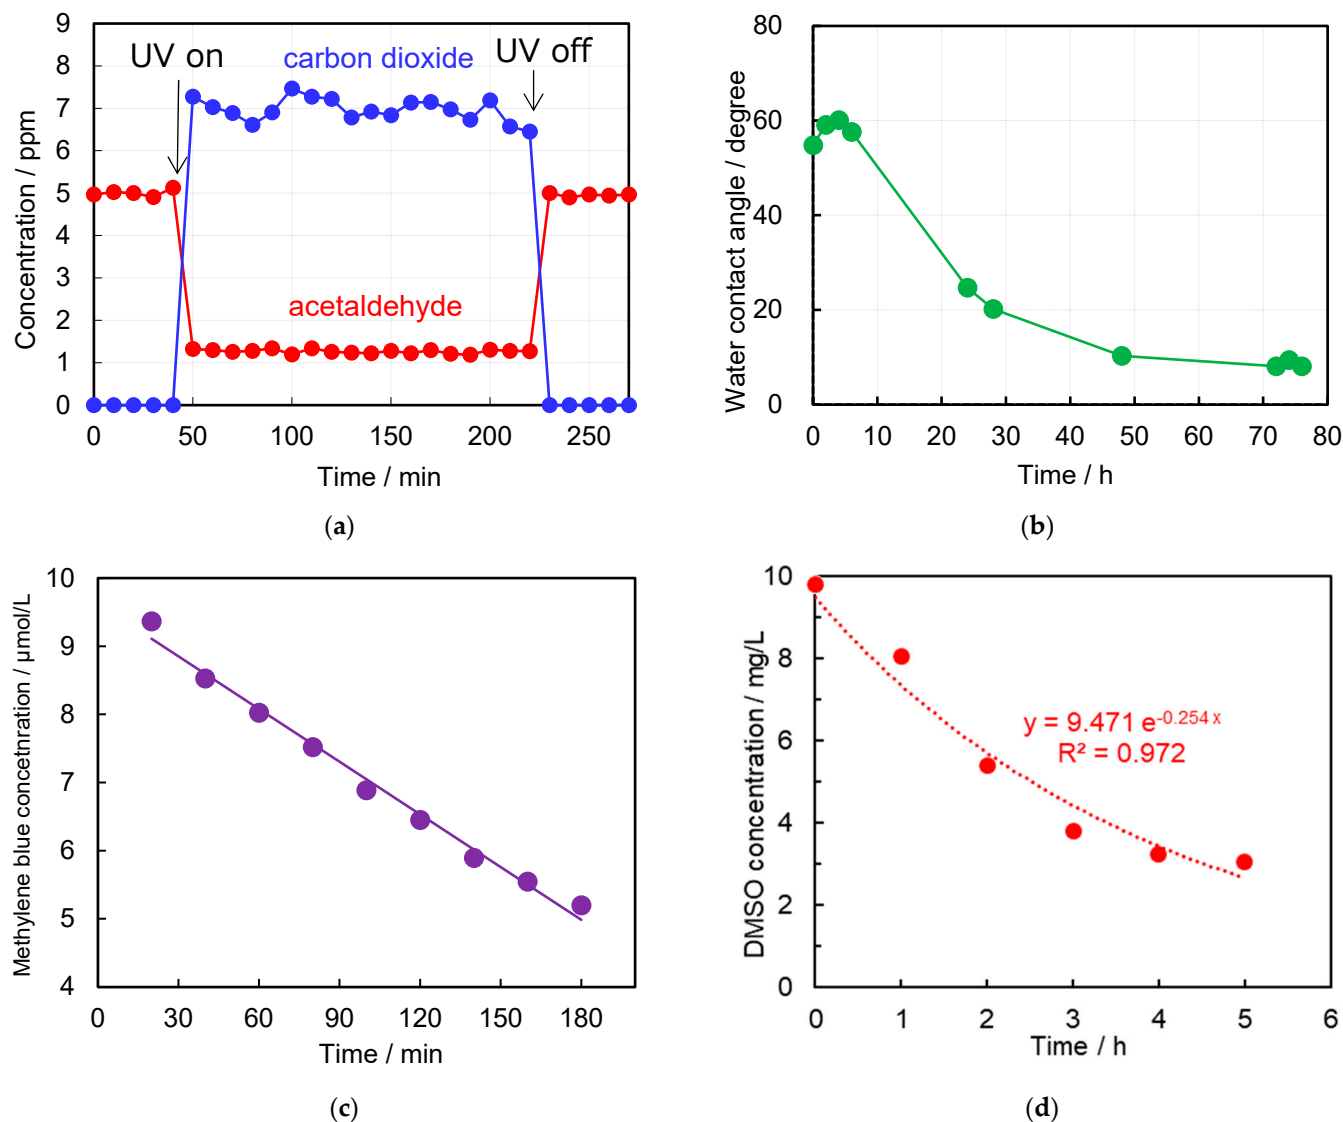 9
8
7
6
5
4
3
2
1
0
UV on
carbon dioxide
UV off
acetaldehyde
Concentration / ppm
0 50 100 150 200 250
Time / min
(a)
80
60
40
20
0
Water contact angle / degree
0 10 20 30 40 50 60 70 80
Time / h
(b)
10
9
8
7
6
5
4
Methylene blue concetnration / μmol/L
0 30 60 90 120 150 180
Time / min
(c)
10
8
6
4
2
0
DMSO concentration / mg/L
y = 9.471 e^-0.254 x
R² = 0.972
0 1 2 3 4 5 6
Time / h
(d)